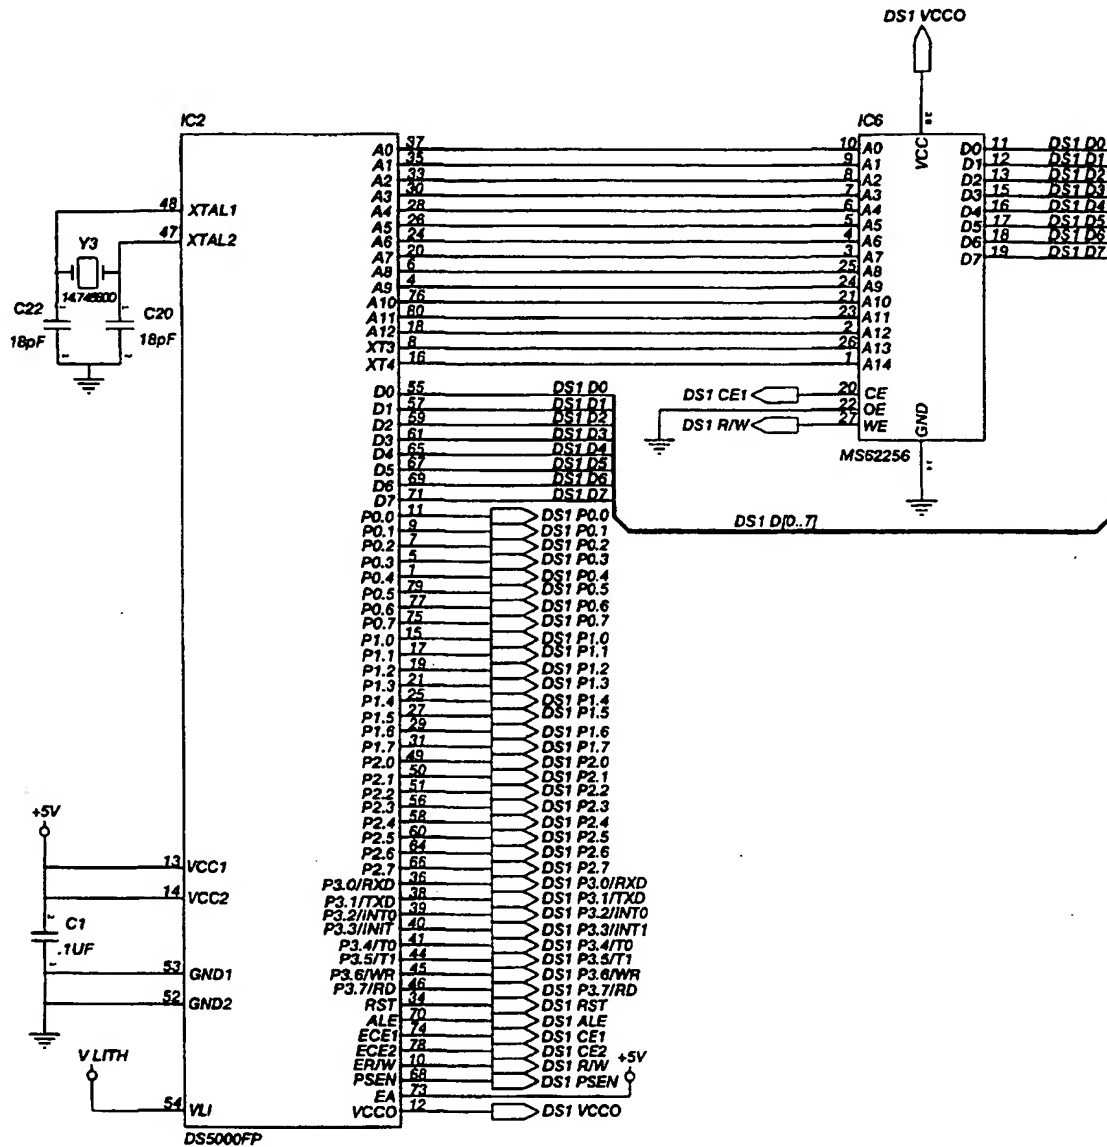 DS1 VCCO
IC2
IC6
A0 37 10 A0
A1 35 9 A1
A2 33 8 A2
A3 30 7 A3
A4 28 6 A4
A5 26 5 A5
A6 24 4 A6
A7 20 3 A7
A8 6 25 A8
A9 4 24 A9
A10 76 21 A10
A11 80 23 A11
A12 18 2 A12
XT3 8 26 A13
XT4 16 1 A14
VCC
D0 11 DS1 D0
D1 12 DS1 D1
D2 13 DS1 D2
D3 15 DS1 D3
D4 16 DS1 D4
D5 17 DS1 D5
D6 18 DS1 D6
D7 19 DS1 D7
48 XTAL1
47 XTAL2
Y3
C22
18pF
C20
18pF
DS1 CE1 20 CE
22 OE
DS1 R/W 27 WE
GND
MS62256
D0 55 DS1 D0
D1 57 DS1 D1
D2 59 DS1 D2
D3 61 DS1 D3
D4 65 DS1 D4
D5 67 DS1 D5
D6 69 DS1 D6
D7 71 DS1 D7
DS1 D[0..7]
P0.0 11 DS1 P0.0
P0.1 9 DS1 P0.1
P0.2 7 DS1 P0.2
P0.3 5 DS1 P0.3
P0.4 1 DS1 P0.4
P0.5 79 DS1 P0.5
P0.6 77 DS1 P0.6
P0.7 75 DS1 P0.7
P1.0 15 DS1 P1.0
P1.1 17 DS1 P1.1
P1.2 19 DS1 P1.2
P1.3 21 DS1 P1.3
P1.4 25 DS1 P1.4
P1.5 27 DS1 P1.5
P1.6 29 DS1 P1.6
P1.7 31 DS1 P1.7
P2.0 49 DS1 P2.0
P2.1 50 DS1 P2.1
P2.2 51 DS1 P2.2
P2.3 56 DS1 P2.3
P2.4 58 DS1 P2.4
P2.5 60 DS1 P2.5
P2.6 64 DS1 P2.6
P2.7 66 DS1 P2.7
P3.0/RXD 36 DS1 P3.0/RXD
P3.1/TXD 38 DS1 P3.1/TXD
P3.2/INT0 39 DS1 P3.2/INT0
P3.3/INIT 40 DS1 P3.3/INT1
P3.4/T0 41 DS1 P3.4/T0
P3.5/T1 44 DS1 P3.5/T1
P3.6/WR 45 DS1 P3.6/WR
P3.7/RD 46 DS1 P3.7/RD
RST 34 DS1 RST
ALE 70 DS1 ALE
ECE1 74 DS1 CE1
ECE2 78 DS1 CE2
ER/W 10 DS1 R/W
PSEN 68 DS1 PSEN
EA 73 +5V
VCCO 12 DS1 VCCO
+5V
13 VCC1
14 VCC2
C1
.1UF
53 GND1
52 GND2
V LITH
54 VLI
DS5000FP